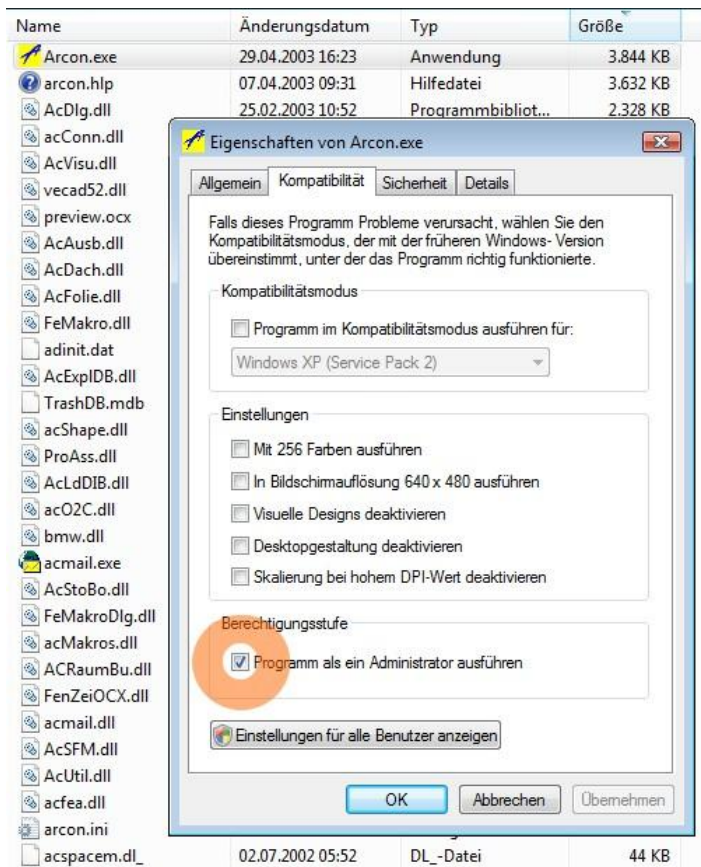 Name Änderungsdatum Typ Größe
Arcon.exe 29.04.2003 16:23 Anwendung 3.844 KB
arcon.hlp 07.04.2003 09:31 Hilfedatei 3.632 KB
AcDlg.dll 25.02.2003 10:52 Programmbibliot... 2.328 KB
acConn.dll
AcVisu.dll
vecad52.dll
preview.ocx
AcAusb.dll
AcDach.dll
AcFolie.dll
FeMakro.dll
adinit.dat
AcExplDB.dll
TrashDB.mdb
acShape.dll
ProAss.dll
AcLdDIB.dll
acO2C.dll
bmw.dll
acmail.exe
AcStoBo.dll
FeMakroDlg.dll
acMakros.dll
ACRaumBu.dll
FenZeiOCX.dll
acmail.dll
AcSFM.dll
AcUtil.dll
acfea.dll
arcon.ini
acspacem.dl_ 02.07.2002 05:52 DL_-Datei 44 KB
Eigenschaften von Arcon.exe
Allgemein Kompatibilität Sicherheit Details
Falls dieses Programm Probleme verursacht, wählen Sie den
Kompatibilitätsmodus, der mit der früheren Windows- Version
übereinstimmt, unter der das Programm richtig funktionierte.
Kompatibilitätsmodus
Programm im Kompatibilitätsmodus ausführen für:
Windows XP (Service Pack 2)
Einstellungen
Mit 256 Farben ausführen
In Bildschirmauflösung 640 x 480 ausführen
Visuelle Designs deaktivieren
Desktopgestaltung deaktivieren
Skalierung bei hohem DPI-Wert deaktivieren
Berechtigungsstufe
Programm als ein Administrator ausführen
Einstellungen für alle Benutzer anzeigen
OK Abbrechen Übernehmen